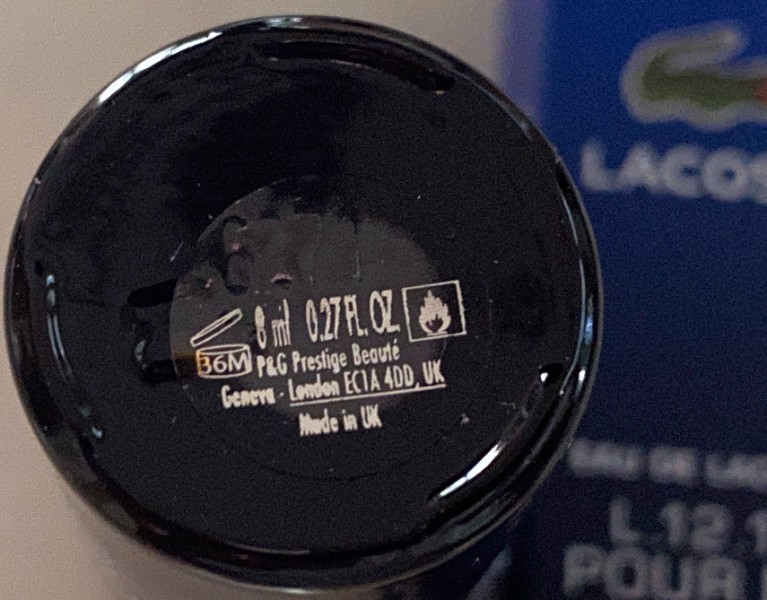 8 ml 0.27 FL. OZ.
36M
P&G Prestige Beauté
Geneva - London EC1A 4DD, UK
Made in UK
LACOS
EAU DE LAC
L.12.1
POUR